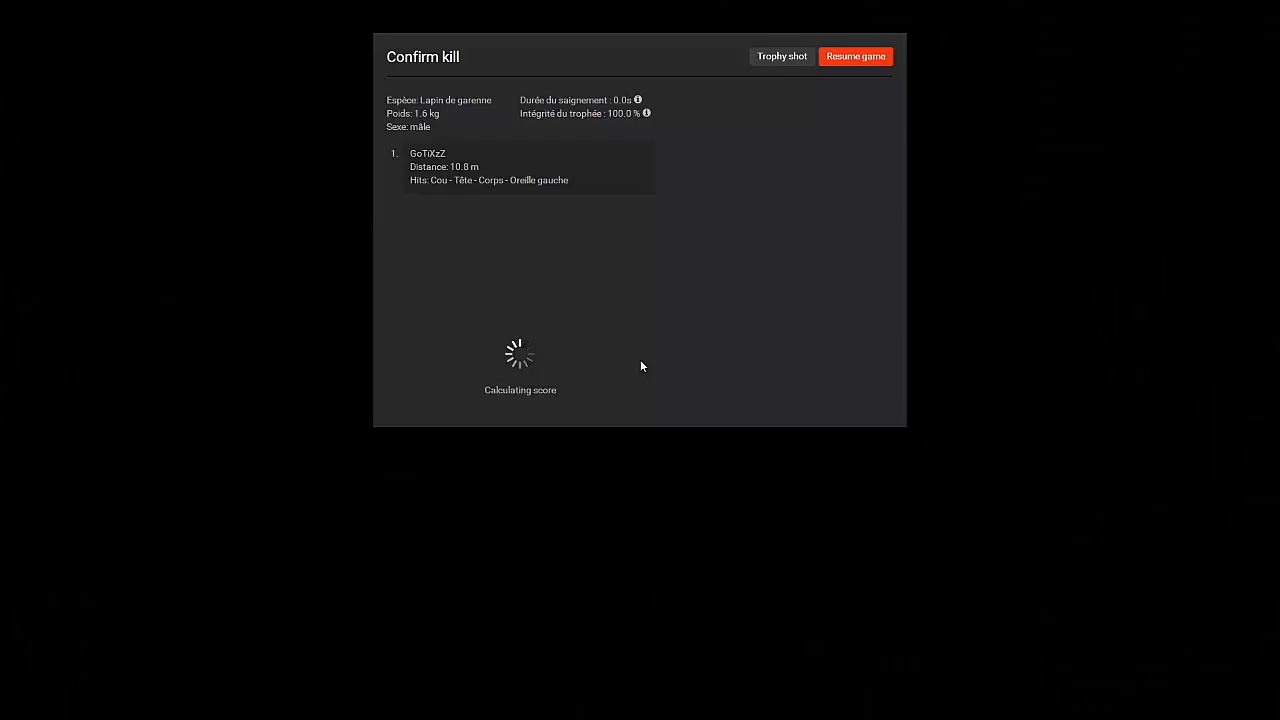 Confirm kill
Trophy shot
Resume game
Espèce: Lapin de garenne
Durée du saignement : 0.0s
Poids: 1.6 kg
Intégrité du trophée : 100.0 %
Sexe: mâle
1. GoTiXzZ
Distance: 10.8 m
Hits: Cou - Tête - Corps - Oreille gauche
Calculating score